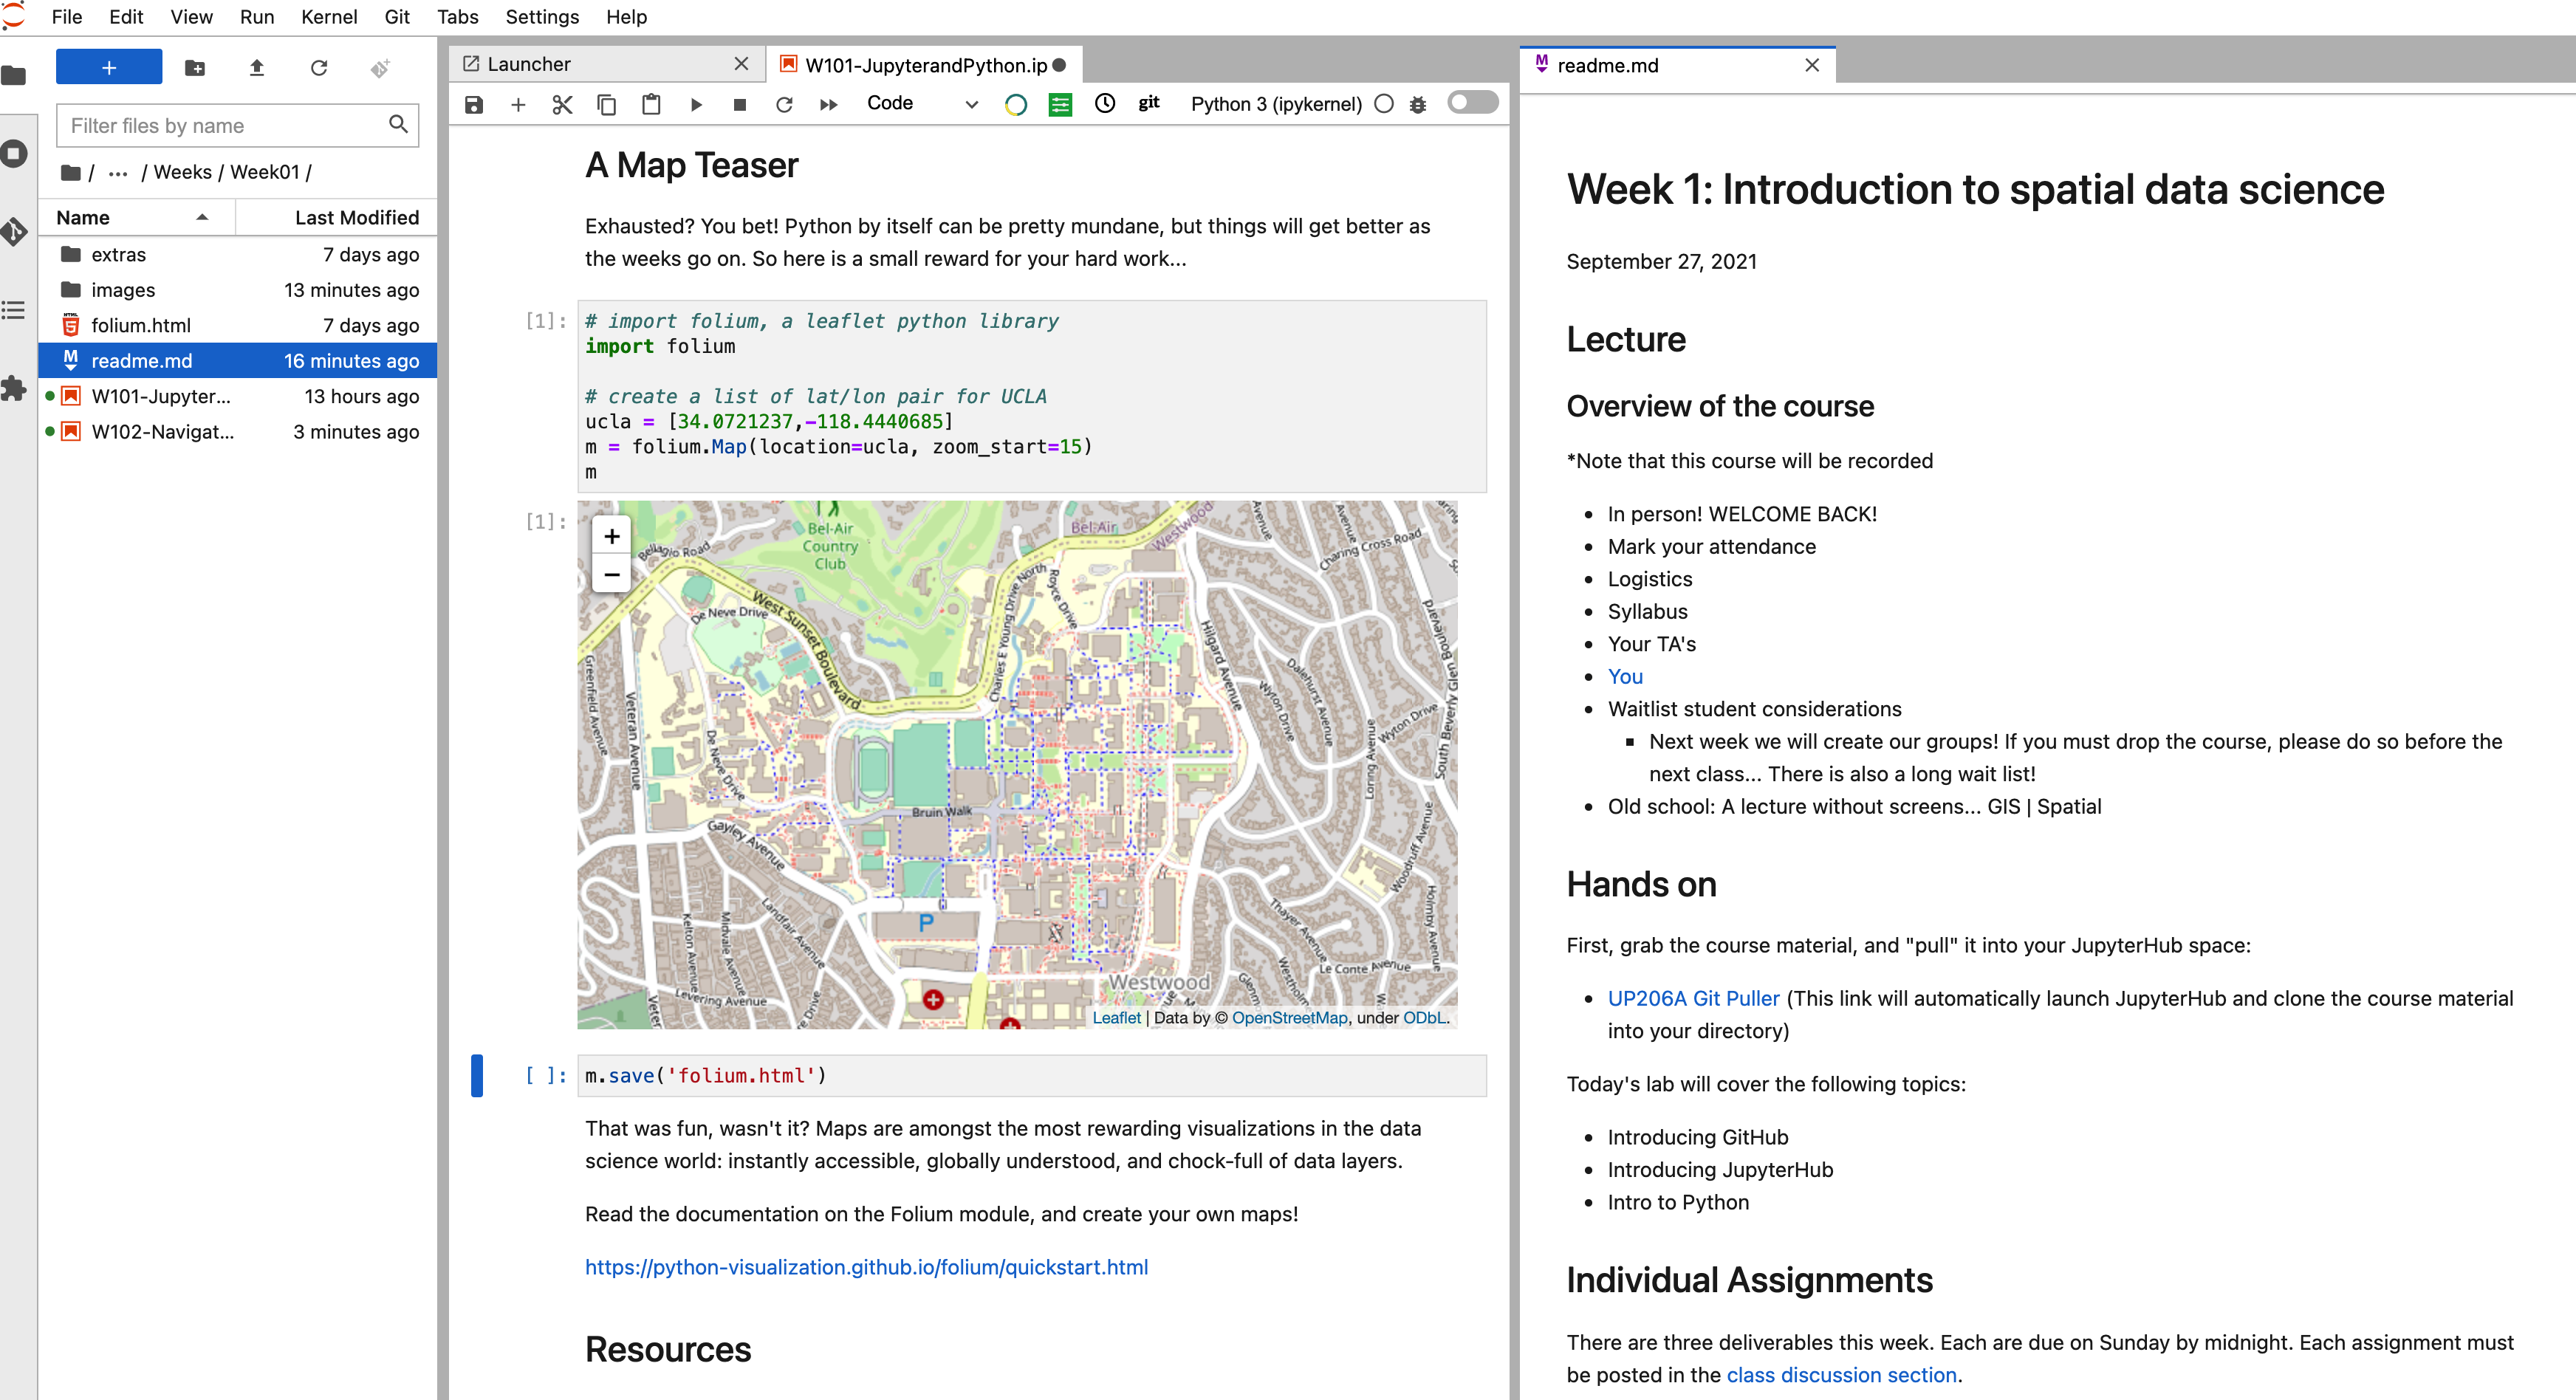 File Edit View Run Kernel Git Tabs Settings Help
+
Filter files by name
/ ··· / Weeks / Week01 /
Name Last Modified
extras 7 days ago
images 13 minutes ago
folium.html 7 days ago
readme.md 16 minutes ago
W101-Jupyter... 13 hours ago
W102-Navigat... 3 minutes ago
Launcher
W101-JupyterandPython.ip
Code
git
Python 3 (ipykernel)
A Map Teaser
Exhausted? You bet! Python by itself can be pretty mundane, but things will get better as
the weeks go on. So here is a small reward for your hard work...
[1]:
# import folium, a leaflet python library
import folium
# create a list of lat/lon pair for UCLA
ucla = [34.0721237,-118.4440685]
m = folium.Map(location=ucla, zoom_start=15)
m
[1]:
+
−
Bel-Air
Country
Club
Bel-Air
Westwood
Bellagio Road
Charing Cross Road
De Neve Drive
West Sunset Boulevard
Charles E Young Drive North
Royce Drive
Hilgard Avenue
Greenfield Avenue
Veteran Avenue
De Neve Drive
Dalehurst Avenue
Wyton Drive
Wyton Drive
Loring Avenue
South Beverly Glen Boulevard
Bruin Walk
Gayley Avenue
Woodruff Avenue
Holmby Avenue
Landfair Avenue
Kelton Avenue
Midvale Avenue
Levering Avenue
P
Thayer Avenue
Le Conte Avenue
Westwood
Leaflet | Data by © OpenStreetMap, under ODbL.
[ ]:
m.save('folium.html')
That was fun, wasn't it? Maps are amongst the most rewarding visualizations in the data
science world: instantly accessible, globally understood, and chock-full of data layers.
Read the documentation on the Folium module, and create your own maps!
https://python-visualization.github.io/folium/quickstart.html
Resources
readme.md
Week 1: Introduction to spatial data science
September 27, 2021
Lecture
Overview of the course
*Note that this course will be recorded
• In person! WELCOME BACK!
• Mark your attendance
• Logistics
• Syllabus
• Your TA's
• You
• Waitlist student considerations
▪ Next week we will create our groups! If you must drop the course, please do so before the
next class... There is also a long wait list!
• Old school: A lecture without screens... GIS | Spatial
Hands on
First, grab the course material, and "pull" it into your JupyterHub space:
• UP206A Git Puller (This link will automatically launch JupyterHub and clone the course material
into your directory)
Today's lab will cover the following topics:
• Introducing GitHub
• Introducing JupyterHub
• Intro to Python
Individual Assignments
There are three deliverables this week. Each are due on Sunday by midnight. Each assignment must
be posted in the class discussion section.